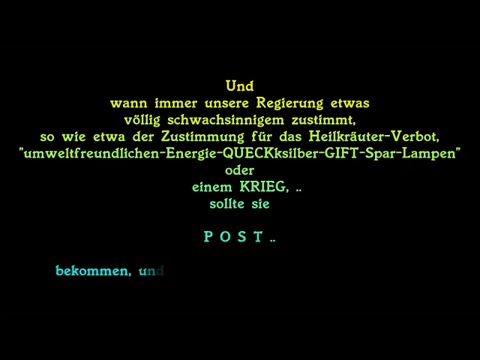 Und
wann immer unsere Regierung etwas
völlig schwachsinnigem zustimmt,
so wie etwa der Zustimmung für das Heilkräuter-Verbot,
"umweltfreundlichen-Energie-QUECKksilber-GIFT-Spar-Lampen"
oder
einem KRIEG, ..
sollte sie
P O S T ..
bekommen, und